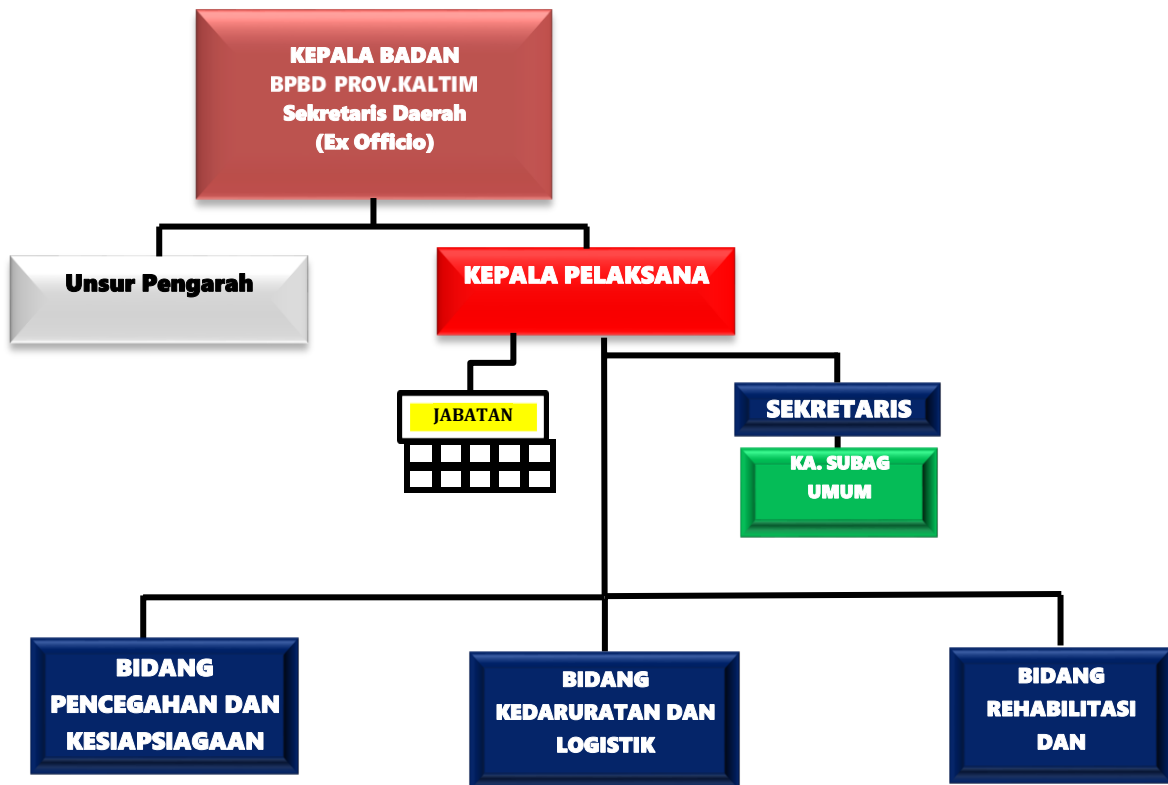 KEPALA BADAN
BPBD PROV.KALTIM
Sekretaris Daerah
(Ex Officio)
Unsur Pengarah
KEPALA PELAKSANA
JABATAN
SEKRETARIS
KA. SUBAG
UMUM
BIDANG
PENCEGAHAN DAN
KESIAPSIAGAAN
BIDANG
KEDARURATAN DAN
LOGISTIK
BIDANG
REHABILITASI
DAN